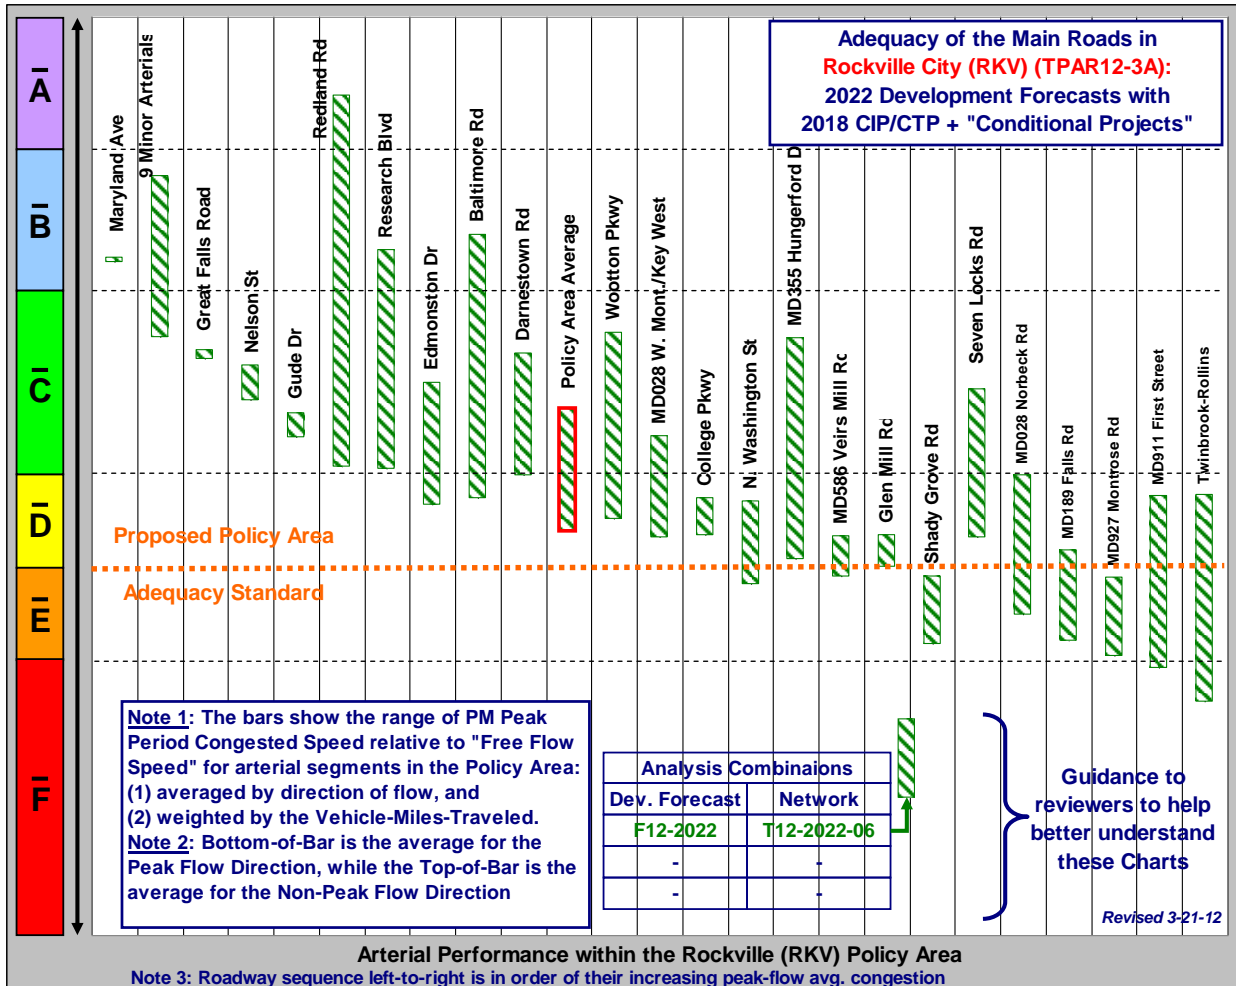 Adequacy of the Main Roads in
Rockville City (RKV) (TPAR12-3A):
2022 Development Forecasts with
2018 CIP/CTP + "Conditional Projects"
A
B
C
D
E
F
Maryland Ave
9 Minor Arterials
Great Falls Road
Nelson St
Gude Dr
Redland Rd
Research Blvd
Edmonston Dr
Baltimore Rd
Darnestown Rd
Policy Area Average
Wootton Pkwy
MD028 W. Mont./Key West
College Pkwy
N. Washington St
MD355 Hungerford D
MD586 Veirs Mill Rd
Glen Mill Rd
Shady Grove Rd
Seven Locks Rd
MD028 Norbeck Rd
MD189 Falls Rd
MD927 Montrose Rd
MD911 First Street
Twinbrook-Rollins
Proposed Policy Area
Adequacy Standard
Note 1: The bars show the range of PM Peak
Period Congested Speed relative to "Free Flow
Speed" for arterial segments in the Policy Area:
(1) averaged by direction of flow, and
(2) weighted by the Vehicle-Miles-Traveled.
Note 2: Bottom-of-Bar is the average for the
Peak Flow Direction, while the Top-of-Bar is the
average for the Non-Peak Flow Direction
Analysis Combinaions
Dev. Forecast Network
F12-2022 T12-2022-06
- -
- -
Guidance to
reviewers to help
better understand
these Charts
Revised 3-21-12
Arterial Performance within the Rockville (RKV) Policy Area
Note 3: Roadway sequence left-to-right is in order of their increasing peak-flow avg. congestion